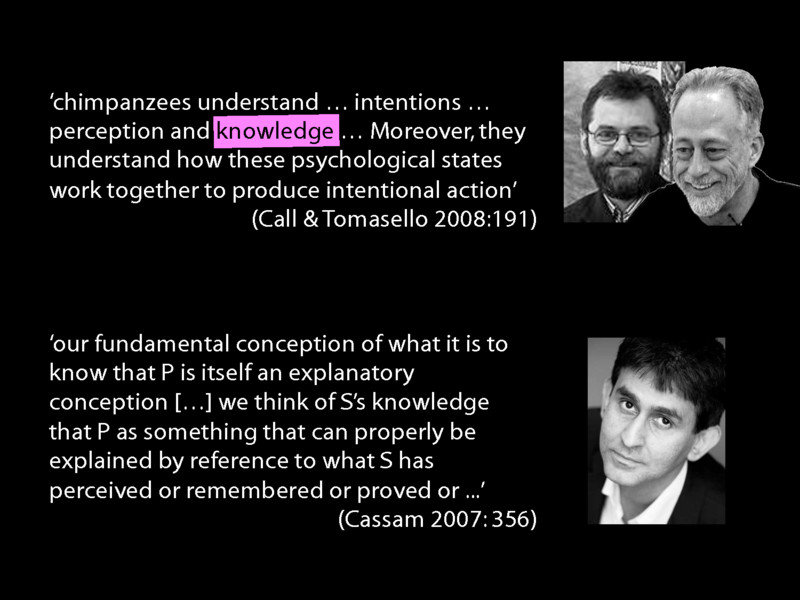 ‘chimpanzees understand … intentions …
perception and knowledge … Moreover, they
understand how these psychological states
work together to produce intentional action’
(Call & Tomasello 2008:191)
‘our fundamental conception of what it is to
know that P is itself an explanatory
conception […] we think of S’s knowledge
that P as something that can properly be
explained by reference to what S has
perceived or remembered or proved or ...’
(Cassam 2007: 356)